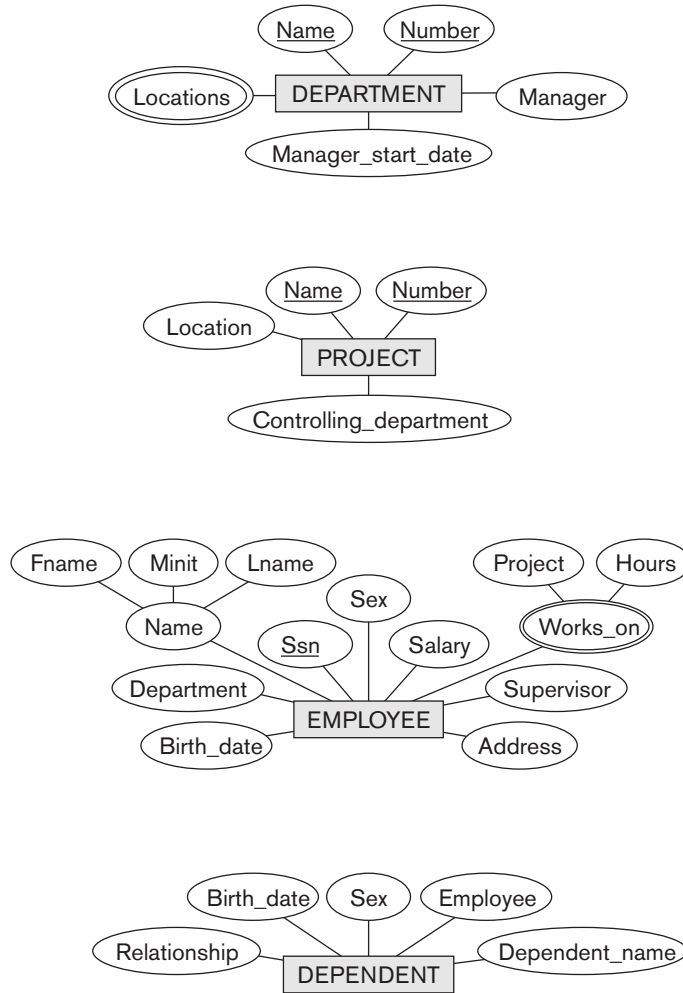 Name Number
Locations DEPARTMENT Manager
Manager_start_date
Name Number
Location
PROJECT
Controlling_department
Fname Minit Lname Project Hours
Sex
Name Works_on
Ssn Salary
Department Supervisor
EMPLOYEE
Birth_date Address
Birth_date Sex Employee
Relationship Dependent_name
DEPENDENT